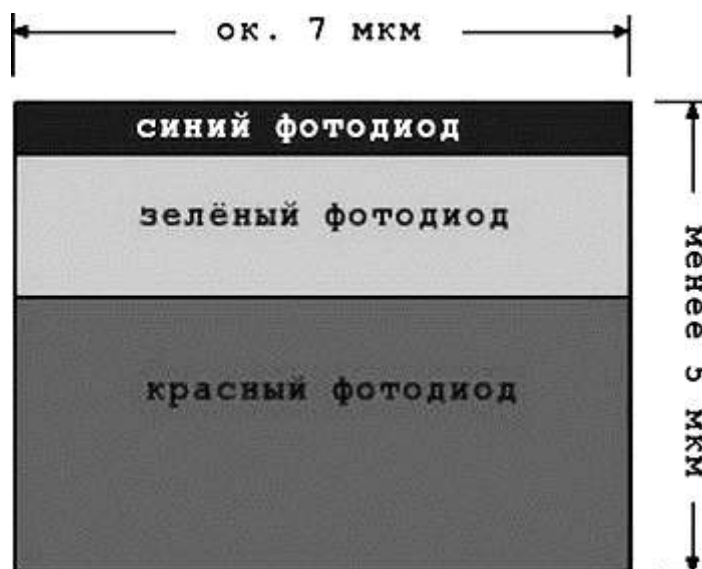 ок. 7 мкм
синий фотодиод
зелёный фотодиод
красный фотодиод
менее 5 мкм